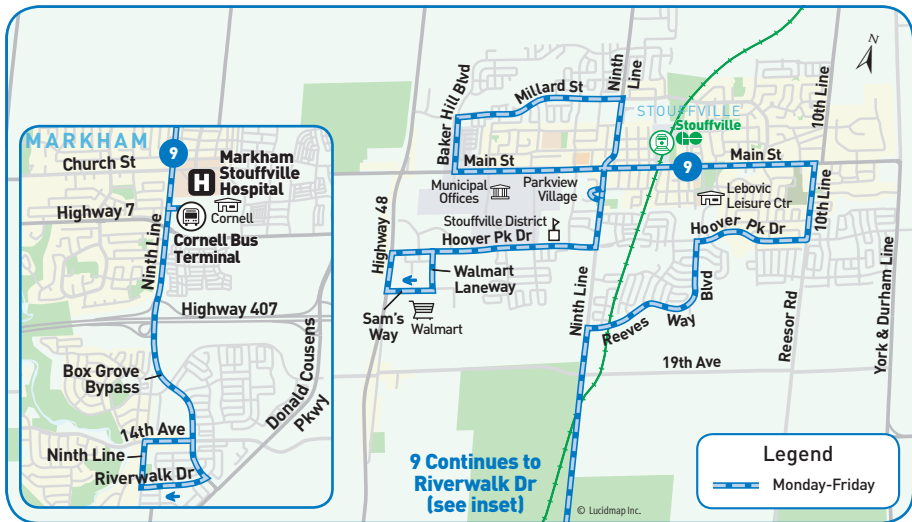 MARKHAM
Church St
9
Markham
Stouffville
Hospital
H
Highway 7
Cornell
Cornell Bus
Terminal
Ninth Line
Highway 407
Box Grove
Bypass
Donald Cousens
Pkwy
14th Ave
Ninth Line
Riverwalk Dr
N
Baker Hill Blvd
Millard St
Ninth
Line
STOUFFVILLE
Stouffville
GO
10th Line
Main St
9
Main St
Municipal
Offices
Parkview
Village
Lebovic
Leisure Ctr
10th Line
Stouffville District
Hoover Pk Dr
Hoover Pk Dr
Highway 48
Walmart
Laneway
Sam's
Way
Walmart
Ninth Line
Reeves
Way
Blvd
Reesor Rd
York & Durham Line
19th Ave
9 Continues to
Riverwalk Dr
(see inset)
© Lucidmap Inc.
Legend
Monday-Friday